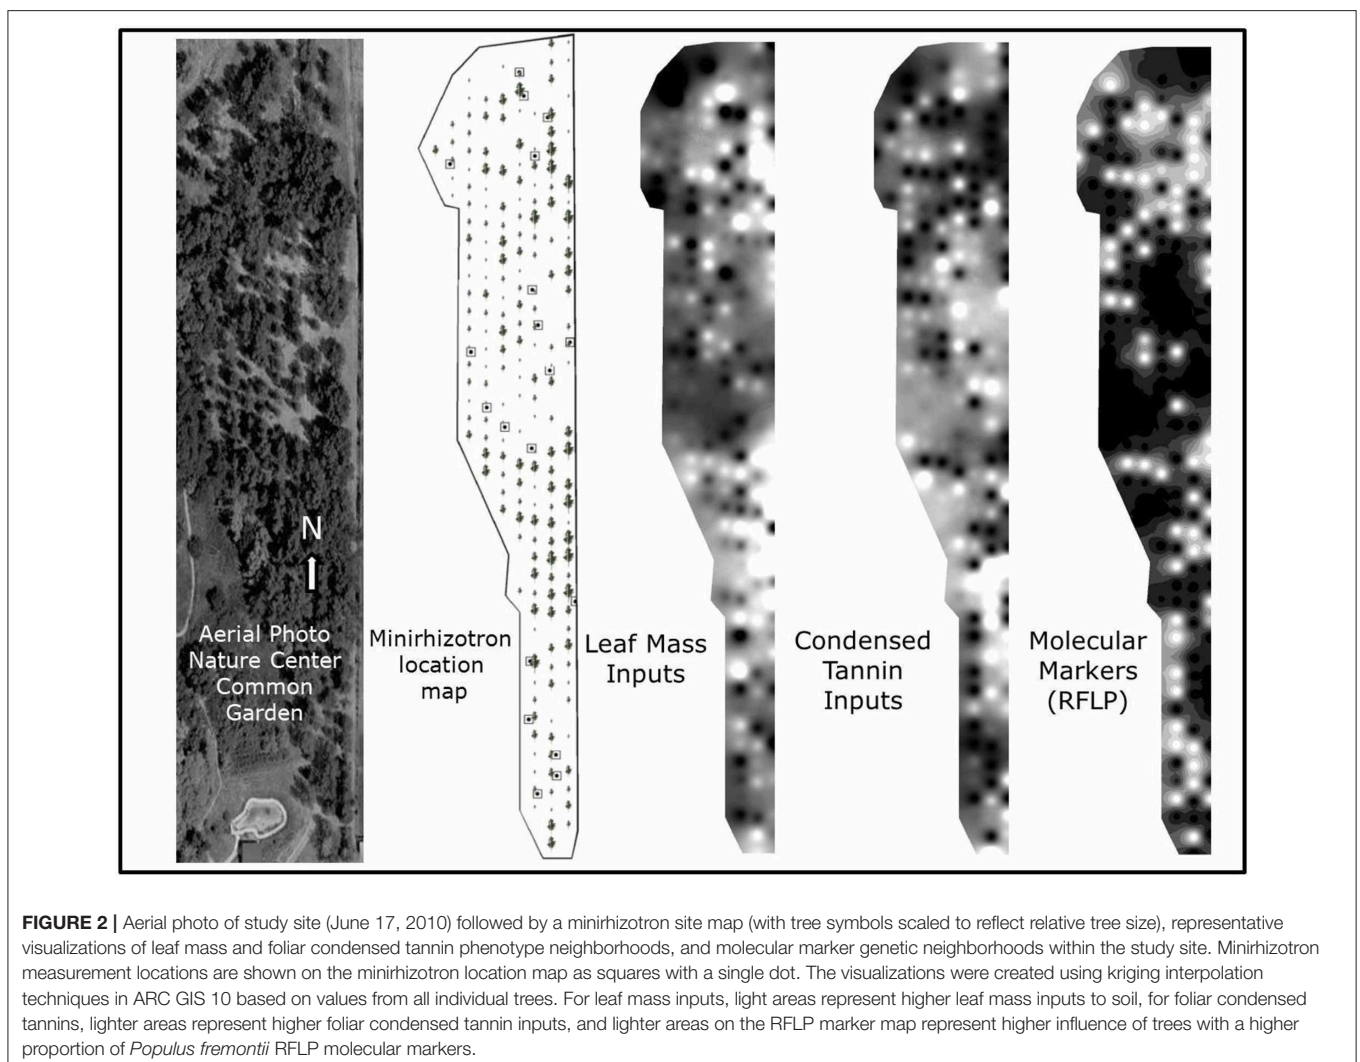 N
Aerial Photo
Nature Center
Common
Garden
Minirhizotron
location
map
Leaf Mass
Inputs
Condensed
Tannin
Inputs
Molecular
Markers
(RFLP)
FIGURE 2 | Aerial photo of study site (June 17, 2010) followed by a minirhizotron site map (with tree symbols scaled to reflect relative tree size), representative
visualizations of leaf mass and foliar condensed tannin phenotype neighborhoods, and molecular marker genetic neighborhoods within the study site. Minirhizotron
measurement locations are shown on the minirhizotron location map as squares with a single dot. The visualizations were created using kriging interpolation
techniques in ARC GIS 10 based on values from all individual trees. For leaf mass inputs, light areas represent higher leaf mass inputs to soil, for foliar condensed
tannins, lighter areas represent higher foliar condensed tannin inputs, and lighter areas on the RFLP marker map represent higher influence of trees with a higher
proportion of Populus fremontii RFLP molecular markers.